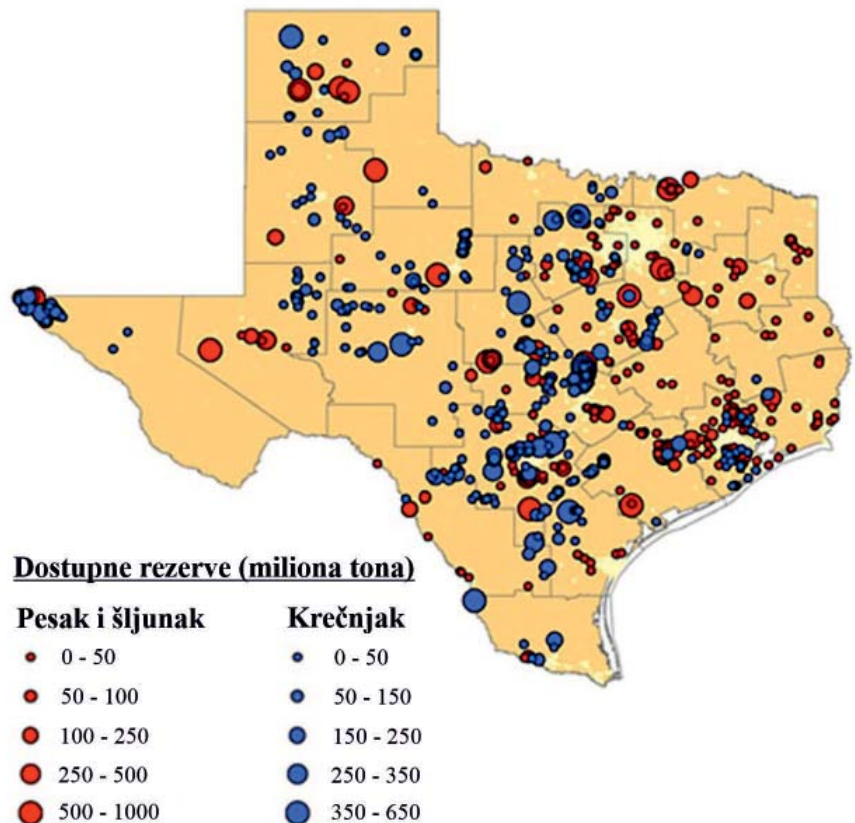 Dostupne rezerve (miliona tona)
Pesak i šljunak
0 - 50
50 - 100
100 - 250
250 - 500
500 - 1000
Krečnjak
0 - 50
50 - 150
150 - 250
250 - 350
350 - 650